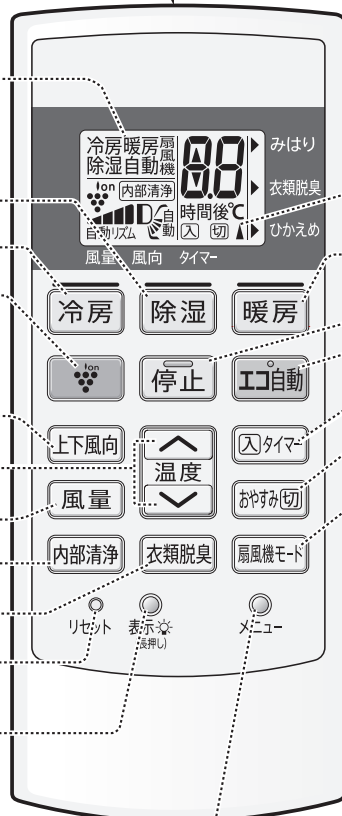 冷房暖房扇風機 88 みはり
除湿自動
ion 内部清浄 衣類脱臭
自動リズム 自動 時間後℃
入 切 ひかえめ
風量 風向 タイマー
冷房 除湿 暖房
ion 停止 エコ自動
上下風向 温度 入タイマー
風量 おやすみ切
内部清浄 衣類脱臭 扇風機モード
リセット 表示 メニュー
(長押し)